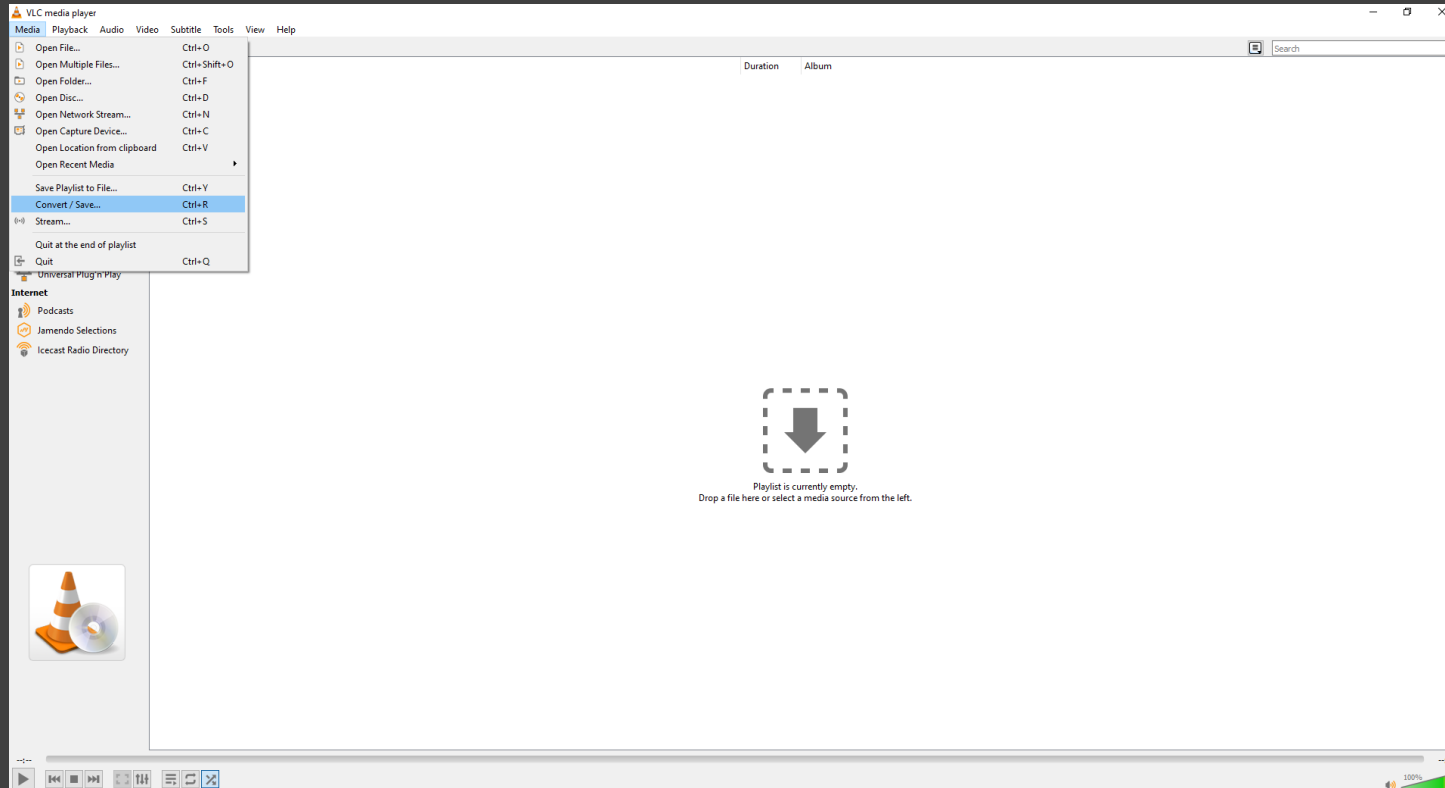 VLC media player
Media Playback Audio Video Subtitle Tools View Help
Open File... Ctrl+O
Open Multiple Files... Ctrl+Shift+O
Open Folder... Ctrl+F
Open Disc... Ctrl+D
Open Network Stream... Ctrl+N
Open Capture Device... Ctrl+C
Open Location from clipboard Ctrl+V
Open Recent Media
Save Playlist to File... Ctrl+Y
Convert / Save... Ctrl+R
Stream... Ctrl+S
Quit at the end of playlist
Quit Ctrl+Q
Search
Duration Album
Universal Plug'n'Play
Internet
Podcasts
Jamendo Selections
Icecast Radio Directory
Playlist is currently empty.
Drop a file here or select a media source from the left.
--:--
100%